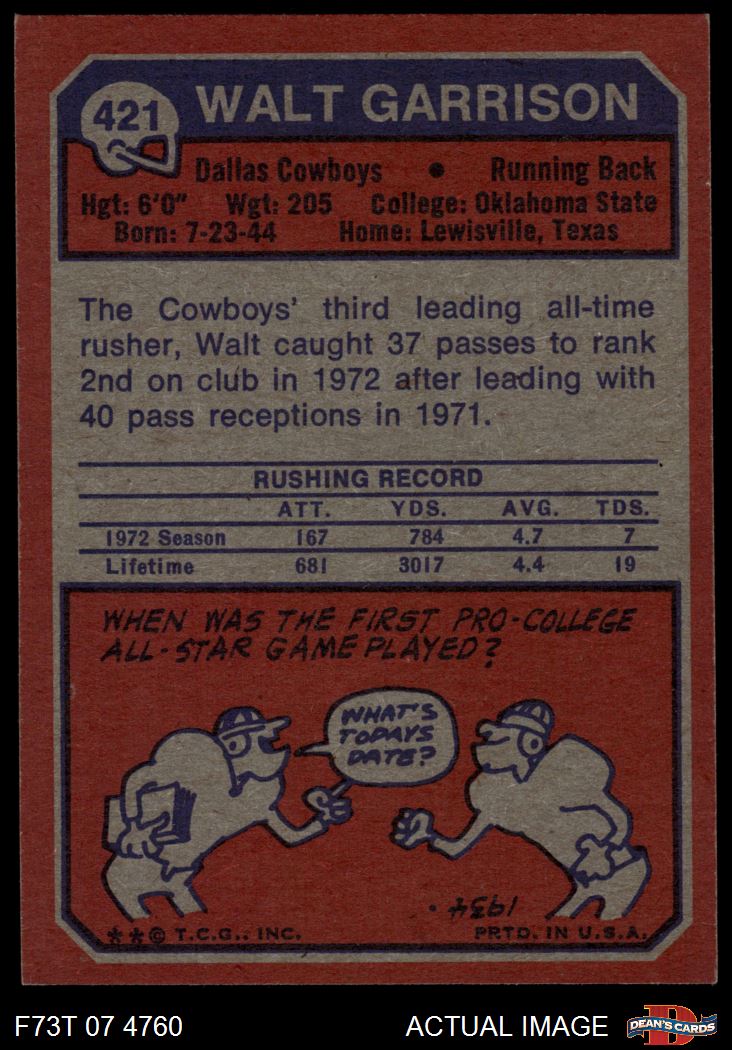 421 WALT GARRISON
Dallas Cowboys • Running Back
Hgt: 6'0" Wgt: 205 College: Oklahoma State
Born: 7-23-44 Home: Lewisville, Texas
The Cowboys' third leading all-time
rusher, Walt caught 37 passes to rank
2nd on club in 1972 after leading with
40 pass receptions in 1971.
RUSHING RECORD
ATT. YDS. AVG. TDS.
1972 Season 167 784 4.7 7
Lifetime 681 3017 4.4 19
WHEN WAS THE FIRST PRO-COLLEGE
ALL-STAR GAME PLAYED?
WHAT'S
TODAYS
DATE?
1934.
** © T.C.G., INC. PRTD. IN U.S.A.
F73T 07 4760 ACTUAL IMAGE DEAN'S CARDS